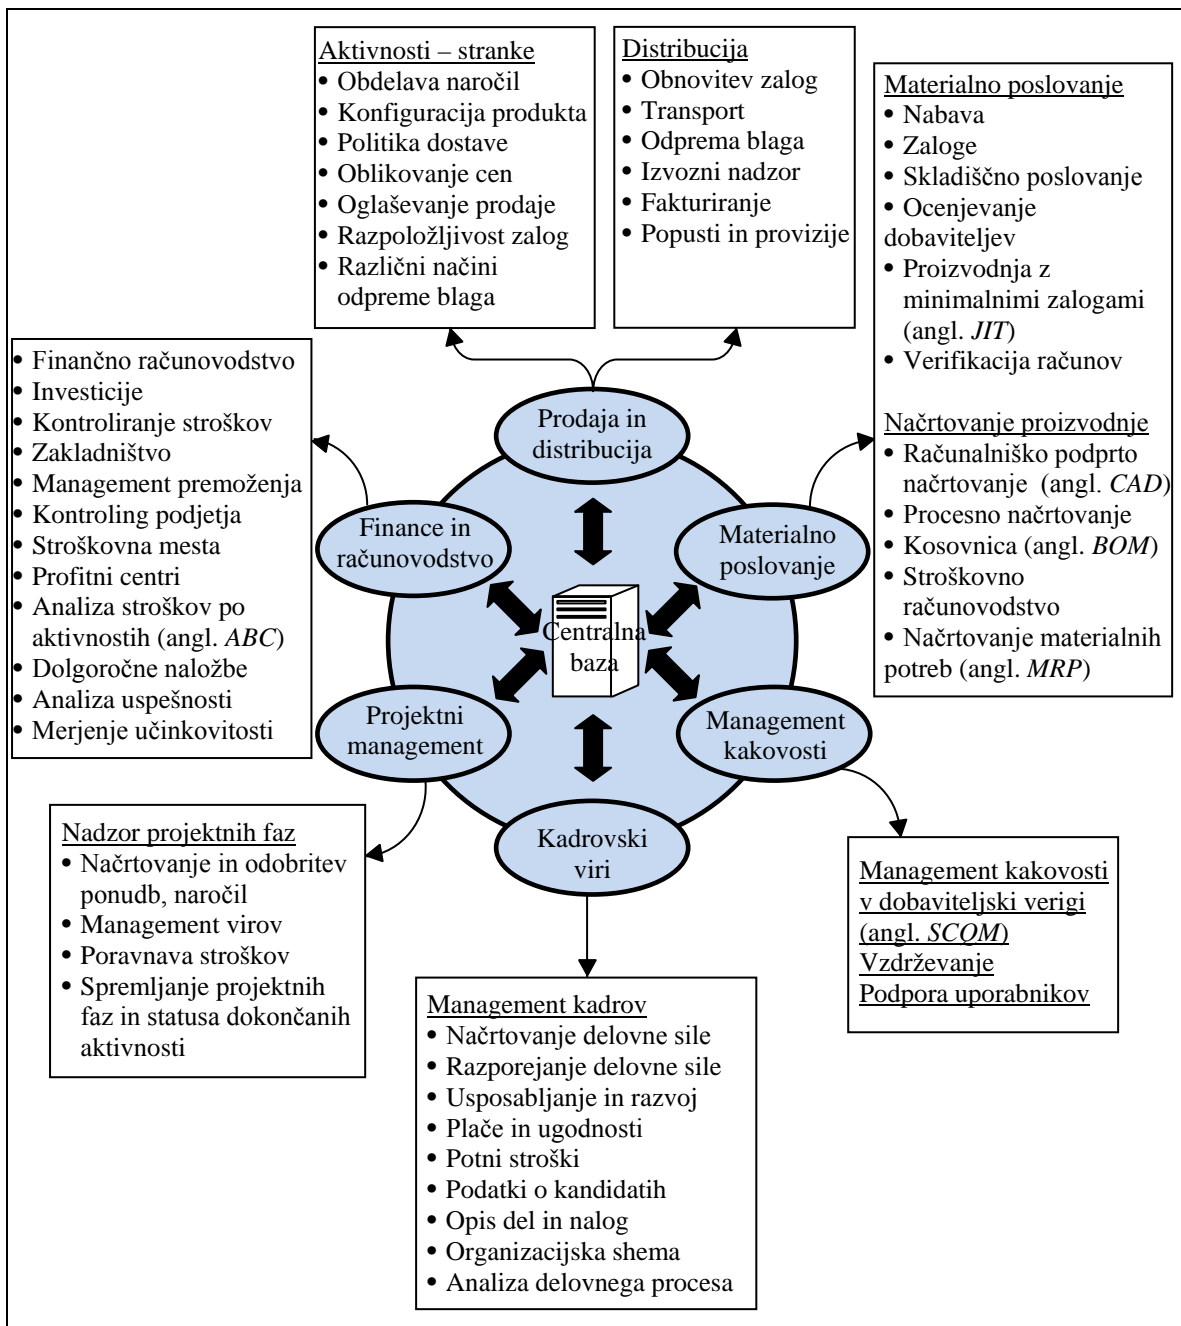 Aktivnosti – stranke
• Obdelava naročil
• Konfiguracija produkta
• Politika dostave
• Oblikovanje cen
• Oglaševanje prodaje
• Razpoložljivost zalog
• Različni načini
odpreme blaga
Distribucija
• Obnovitev zalog
• Transport
• Odprema blaga
• Izvozni nadzor
• Fakturiranje
• Popusti in provizije
Materialno poslovanje
• Nabava
• Zaloge
• Skladiščno poslovanje
• Ocenjevanje
dobaviteljev
• Proizvodnja z
minimalnimi zalogami
(angl. JIT)
• Verifikacija računov
Načrtovanje proizvodnje
• Računalniško podprto
načrtovanje (angl. CAD)
• Procesno načrtovanje
• Kosovnica (angl. BOM)
• Stroškovno
računovodstvo
• Načrtovanje materialnih
potreb (angl. MRP)
• Finančno računovodstvo
• Investicije
• Kontroliranje stroškov
• Zakladništvo
• Management premoženja
• Kontroling podjetja
• Stroškovna mesta
• Profitni centri
• Analiza stroškov po
aktivnostih (angl. ABC)
• Dolgoročne naložbe
• Analiza uspešnosti
• Merjenje učinkovitosti
Prodaja in
distribucija
Finance in
računovodstvo
Materialno
poslovanje
Centralna
baza
Projektni
management
Management
kakovosti
Kadrovski
viri
Nadzor projektnih faz
• Načrtovanje in odobritev
ponudb, naročil
• Management virov
• Poravnava stroškov
• Spremljanje projektnih
faz in statusa dokončanih
aktivnosti
Management kakovosti
v dobaviteljski verigi
(angl. SCQM)
Vzdrževanje
Podpora uporabnikov
Management kadrov
• Načrtovanje delovne sile
• Razporejanje delovne sile
• Usposabljanje in razvoj
• Plače in ugodnosti
• Potni stroški
• Podatki o kandidatih
• Opis del in nalog
• Organizacijska shema
• Analiza delovnega procesa